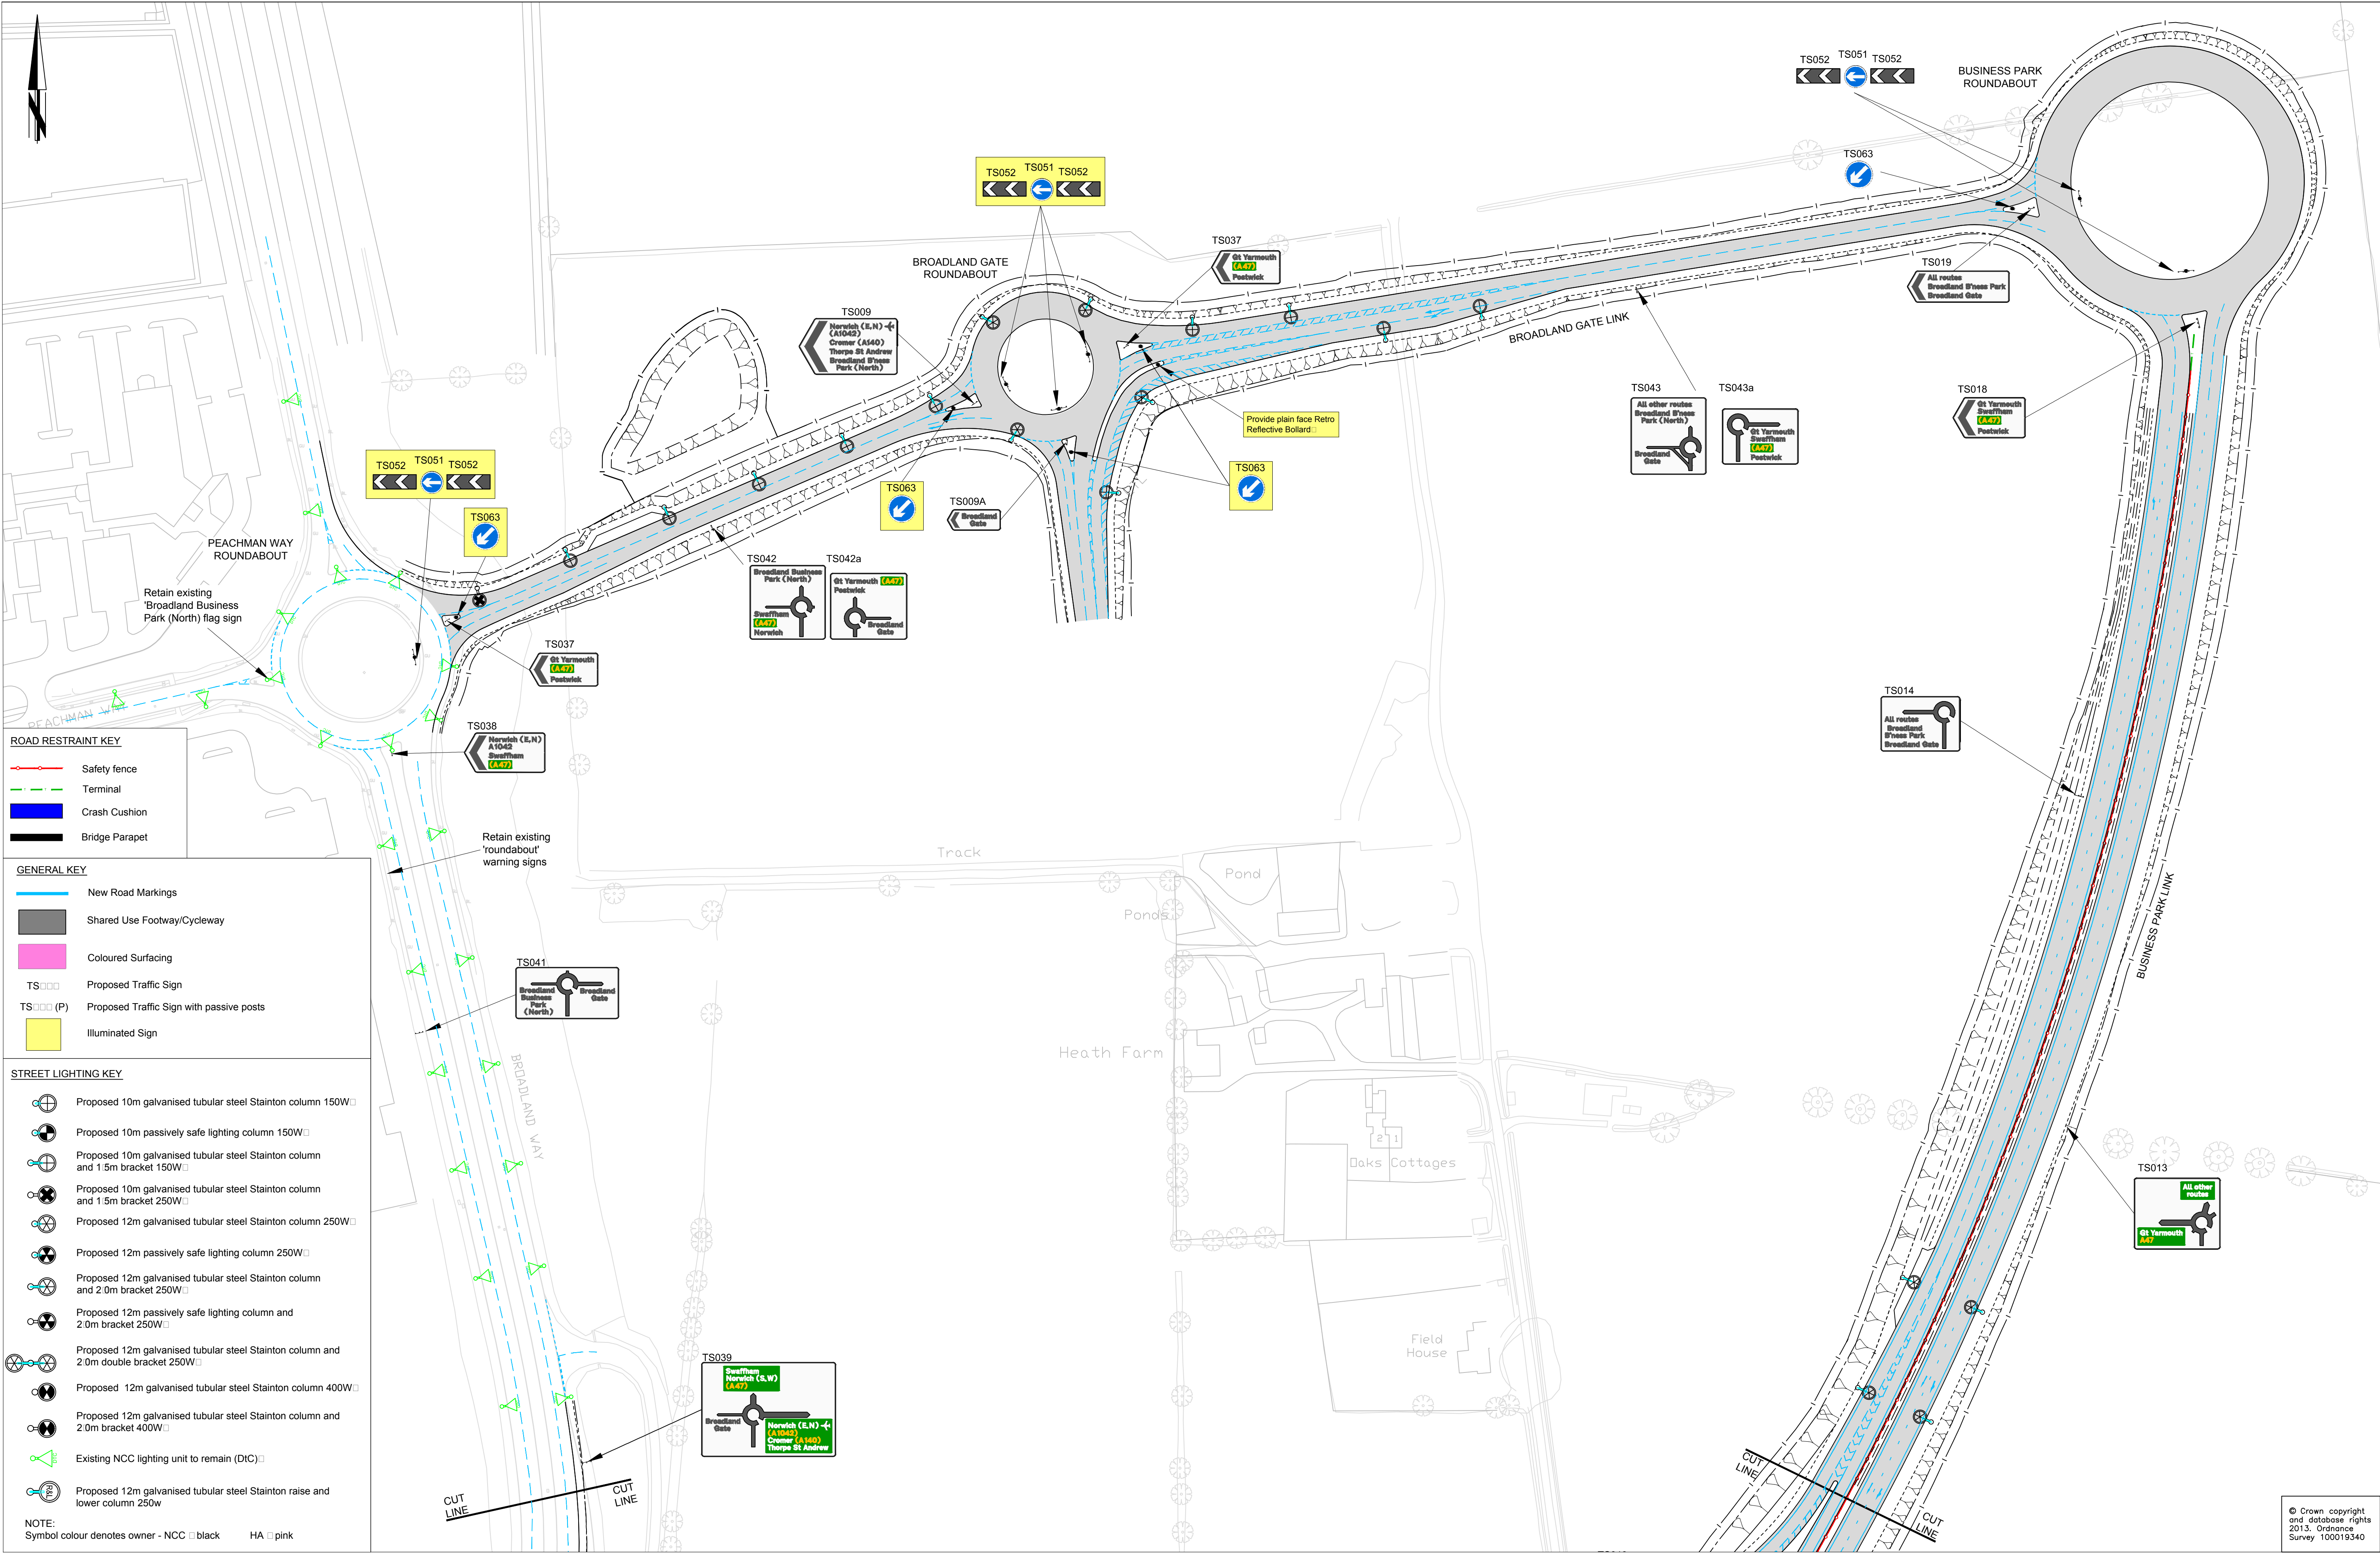 N
TS052
TS051
TS052
BUSINESS PARK
ROUNDABOUT
TS063
TS052
TS051
TS052
TS037
Gt Yarmouth
(A47)
Postwick
BROADLAND GATE
ROUNDABOUT
TS019
All routes
Broadland B'ness Park
Broadland Gate
TS009
Norwich (E,N)
(A1042)
Cromer (A140)
Thorpe St Andrew
Broadland B'ness
Park (North)
BROADLAND GATE LINK
TS043
All other routes
Broadland B'ness
Park (North)
Broadland
Gate
TS043a
Gt Yarmouth
Swaffham
(A47)
Postwick
TS018
Gt Yarmouth
Swaffham
(A47)
Postwick
Provide plain face Retro
Reflective Bollard
TS052
TS051
TS052
TS063
TS063
TS063
TS009A
Broadland
Gate
PEACHMAN WAY
ROUNDABOUT
TS042
Broadland Business
Park (North)
Swaffham
(A47)
Norwich
TS042a
Gt Yarmouth (A47)
Postwick
Broadland
Gate
Retain existing
'Broadland Business
Park (North) flag sign
TS037
Gt Yarmouth
(A47)
Postwick
PEACHMAN WAY
TS038
Norwich (E,N)
A1042
Swaffham
(A47)
TS014
All routes
Broadland
B'ness Park
Broadland Gate
Retain existing
'roundabout'
warning signs
Track
Pond
Ponds
BUSINESS PARK LINK
TS041
Broadland
Business
Park
(North)
Broadland
Gate
BROADLAND WAY
Heath Farm
2
1
Oaks Cottages
TS013
All other
routes
Gt Yarmouth
A47
Field
House
TS039
Swaffham
Norwich (S,W)
(A47)
Broadland
Gate
Norwich (E,N)
(A1042)
Cromer (A140)
Thorpe St Andrew
CUT
LINE
CUT
LINE
CUT
LINE
CUT
LINE
ROAD RESTRAINT KEY
Safety fence
Terminal
Crash Cushion
Bridge Parapet
GENERAL KEY
New Road Markings
Shared Use Footway/Cycleway
Coloured Surfacing
TS□□□ Proposed Traffic Sign
TS□□□ (P) Proposed Traffic Sign with passive posts
Illuminated Sign
STREET LIGHTING KEY
Proposed 10m galvanised tubular steel Stainton column 150W□
Proposed 10m passively safe lighting column 150W□
Proposed 10m galvanised tubular steel Stainton column
and 1.5m bracket 150W□
Proposed 10m galvanised tubular steel Stainton column
and 1.5m bracket 250W□
Proposed 12m galvanised tubular steel Stainton column 250W□
Proposed 12m passively safe lighting column 250W□
Proposed 12m galvanised tubular steel Stainton column
and 2.0m bracket 250W□
Proposed 12m passively safe lighting column and
2.0m bracket 250W□
Proposed 12m galvanised tubular steel Stainton column and
2.0m double bracket 250W□
Proposed 12m galvanised tubular steel Stainton column 400W□
Proposed 12m galvanised tubular steel Stainton column and
2.0m bracket 400W□
Existing NCC lighting unit to remain (DtC)□
R&L
Proposed 12m galvanised tubular steel Stainton raise and
lower column 250w
NOTE:
Symbol colour denotes owner - NCC □ black HA □ pink
© Crown copyright
and database rights
2013. Ordnance
Survey 100019340